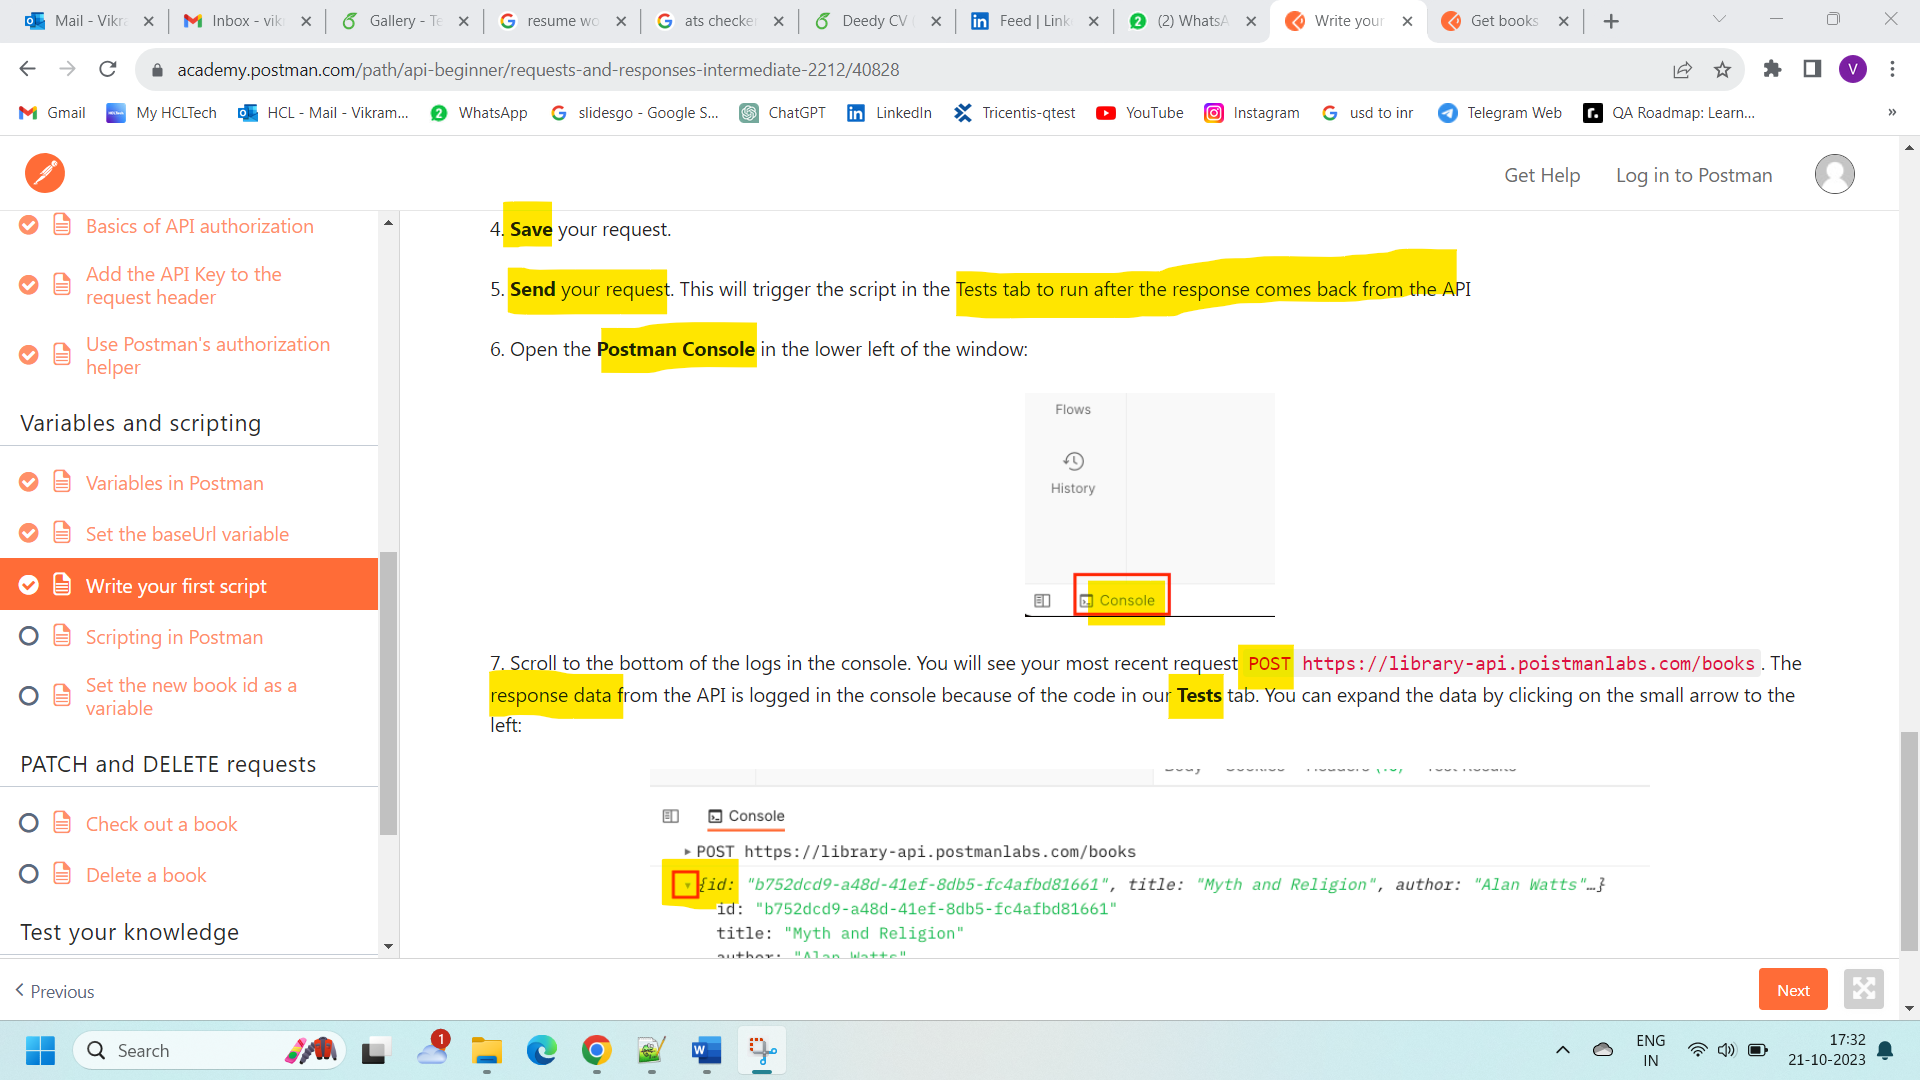 Mail - Vikra
Inbox - vik
Gallery - Te
resume wo
ats checke
Deedy CV
Feed | Link
(2) WhatsA
Write your
Get books
academy.postman.com/path/api-beginner/requests-and-responses-intermediate-2212/40828
V
Gmail
My HCLTech
HCL - Mail - Vikram...
WhatsApp
slidesgo - Google S...
ChatGPT
LinkedIn
Tricentis-qtest
YouTube
Instagram
usd to inr
Telegram Web
QA Roadmap: Learn...
»
Get Help
Log in to Postman
Basics of API authorization
Add the API Key to the
request header
Use Postman's authorization
helper
Variables and scripting
Variables in Postman
Set the baseUrl variable
Write your first script
Scripting in Postman
Set the new book id as a
variable
PATCH and DELETE requests
Check out a book
Delete a book
Test your knowledge
4. Save your request.
5. Send your request. This will trigger the script in the Tests tab to run after the response comes back from the API
6. Open the Postman Console in the lower left of the window:
Flows
History
Console
7. Scroll to the bottom of the logs in the console. You will see your most recent request POST https://library-api.poistmanlabs.com/books. The
response data from the API is logged in the console because of the code in our Tests tab. You can expand the data by clicking on the small arrow to the
left:
Console
POST https://library-api.postmanlabs.com/books
{id: "b752dcd9-a48d-41ef-8db5-fc4afbd81661", title: "Myth and Religion", author: "Alan Watts"…}
id: "b752dcd9-a48d-41ef-8db5-fc4afbd81661"
title: "Myth and Religion"
author: "Alan Watts"
Previous
Next
Search
1
ENG
IN
17:32
21-10-2023